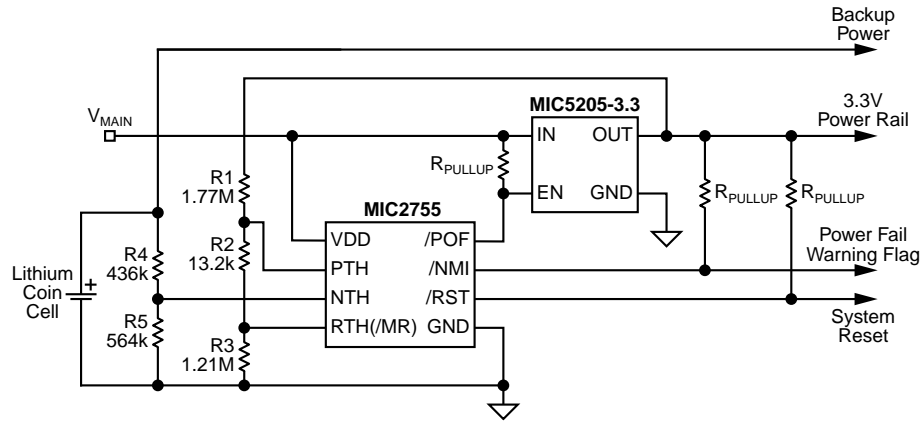 Backup
Power
MIC5205-3.3
3.3V
Power Rail
V_MAIN
IN
OUT
R_PULLUP
EN
GND
R_PULLUP
R_PULLUP
R1
1.77M
MIC2755
VDD
/POF
R2
13.2k
PTH
/NMI
Power Fail
Warning Flag
R4
436k
Lithium
Coin
Cell
+
NTH
/RST
System
Reset
R5
564k
RTH(/MR)
GND
R3
1.21M